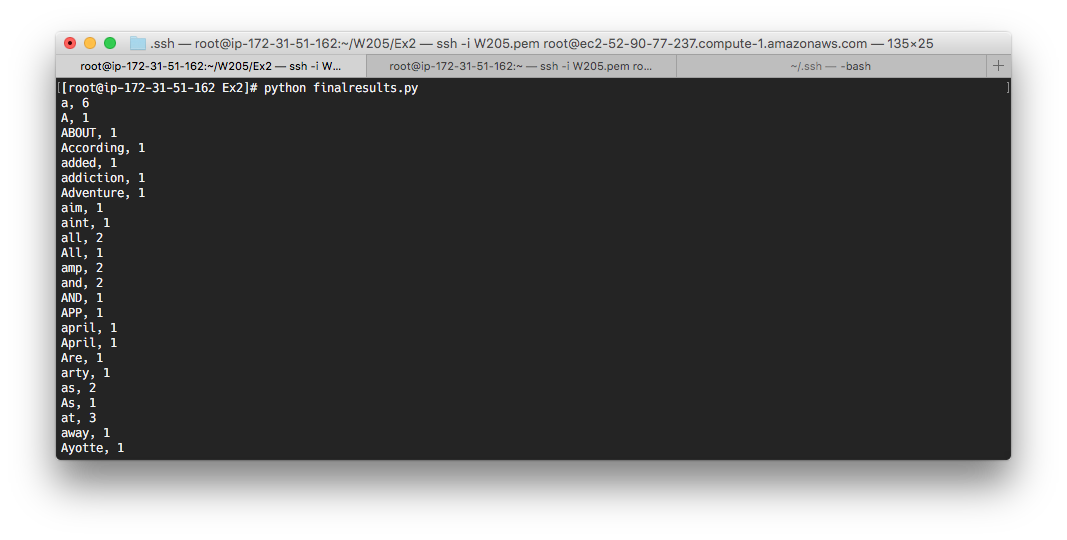 .ssh — root@ip-172-31-51-162:~/W205/Ex2 — ssh -i W205.pem root@ec2-52-90-77-237.compute-1.amazonaws.com — 135×25
root@ip-172-31-51-162:~/W205/Ex2 — ssh -i W... root@ip-172-31-51-162:~ — ssh -i W205.pem ro... ~/.ssh — -bash +
[[root@ip-172-31-51-162 Ex2]# python finalresults.py ]
a, 6
A, 1
ABOUT, 1
According, 1
added, 1
addiction, 1
Adventure, 1
aim, 1
aint, 1
all, 2
All, 1
amp, 2
and, 2
AND, 1
APP, 1
april, 1
April, 1
Are, 1
arty, 1
as, 2
As, 1
at, 3
away, 1
Ayotte, 1